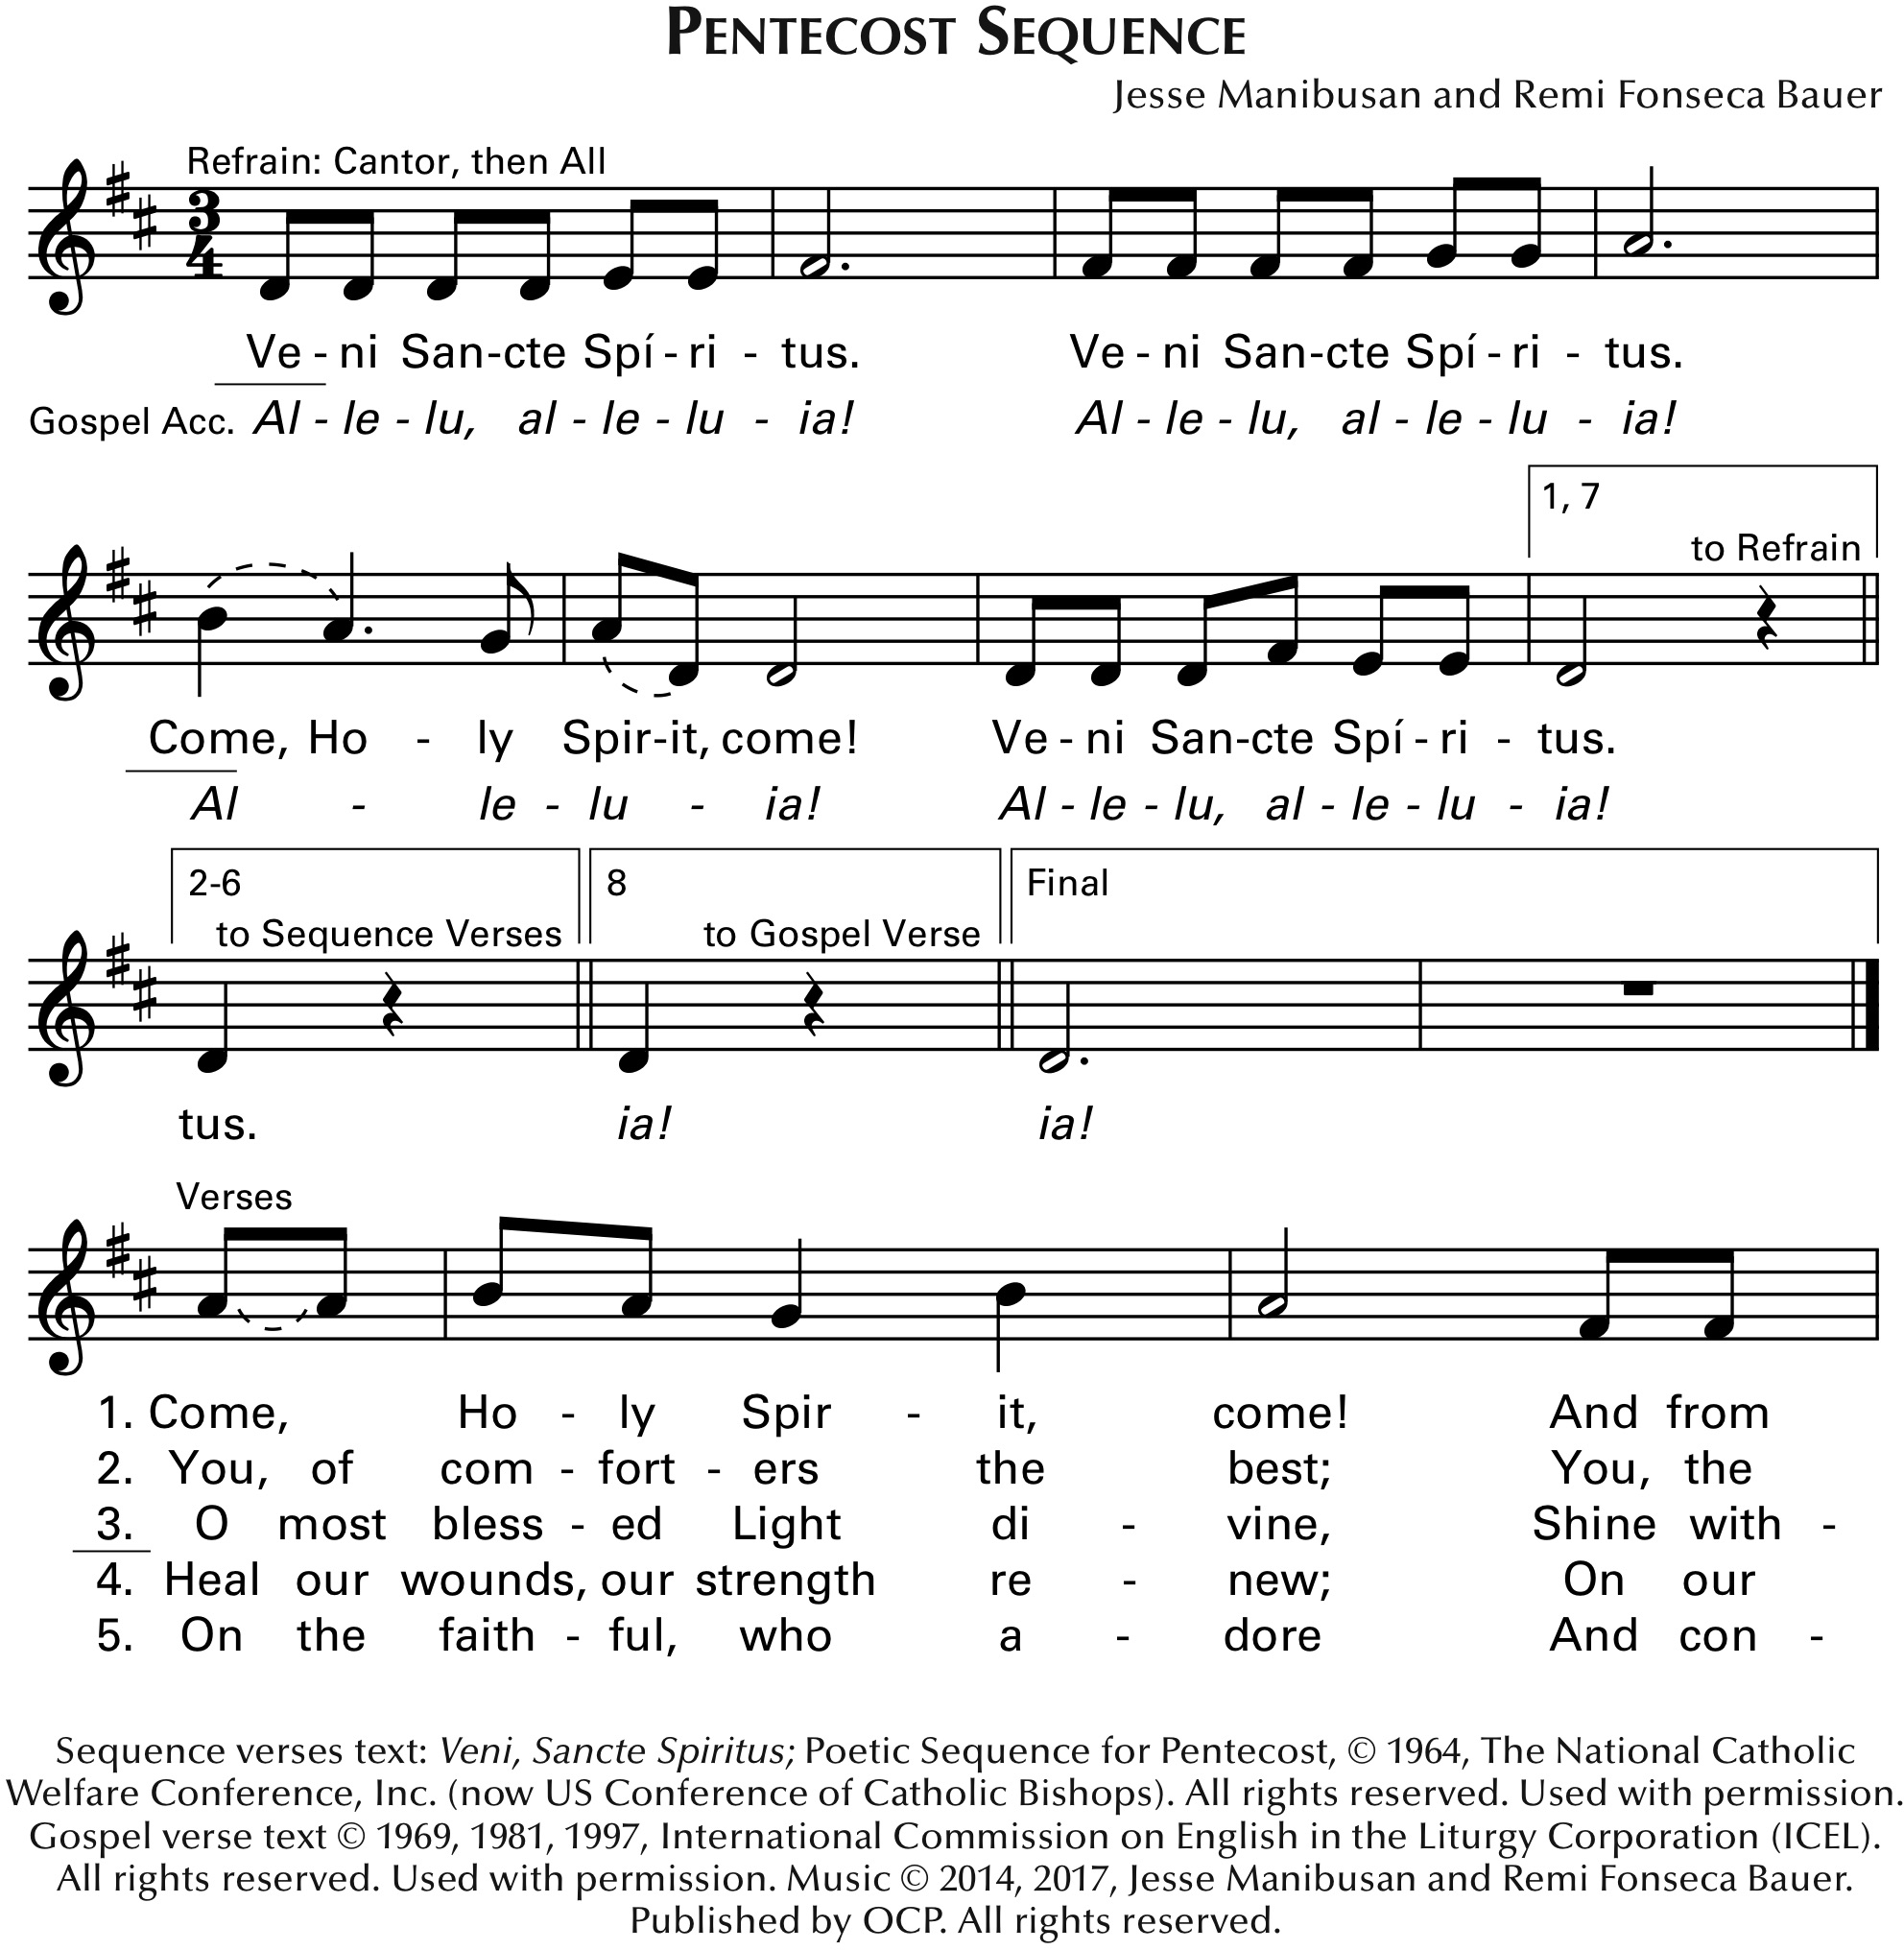 PENTECOST SEQUENCE
Jesse Manibusan and Remi Fonseca Bauer
Refrain: Cantor, then All
3
4
Ve - ni San-cte Spí - ri - tus. Ve - ni San-cte Spí - ri - tus.
Gospel Acc. Al - le - lu, al - le - lu - ia! Al - le - lu, al - le - lu - ia!
1, 7
to Refrain
Come, Ho - ly Spir-it, come! Ve - ni San-cte Spí - ri - tus.
Al - le - lu - ia! Al - le - lu, al - le - lu - ia!
2-6 8 Final
to Sequence Verses to Gospel Verse
tus. ia! ia!
Verses
1. Come, Ho - ly Spir - it, come! And from
2. You, of com - fort - ers the best; You, the
3. O most bless - ed Light di - vine, Shine with -
4. Heal our wounds, our strength re - new; On our
5. On the faith - ful, who a - dore And con -
Sequence verses text: Veni, Sancte Spiritus; Poetic Sequence for Pentecost, © 1964, The National Catholic
Welfare Conference, Inc. (now US Conference of Catholic Bishops). All rights reserved. Used with permission.
Gospel verse text © 1969, 1981, 1997, International Commission on English in the Liturgy Corporation (ICEL).
All rights reserved. Used with permission. Music © 2014, 2017, Jesse Manibusan and Remi Fonseca Bauer.
Published by OCP. All rights reserved.